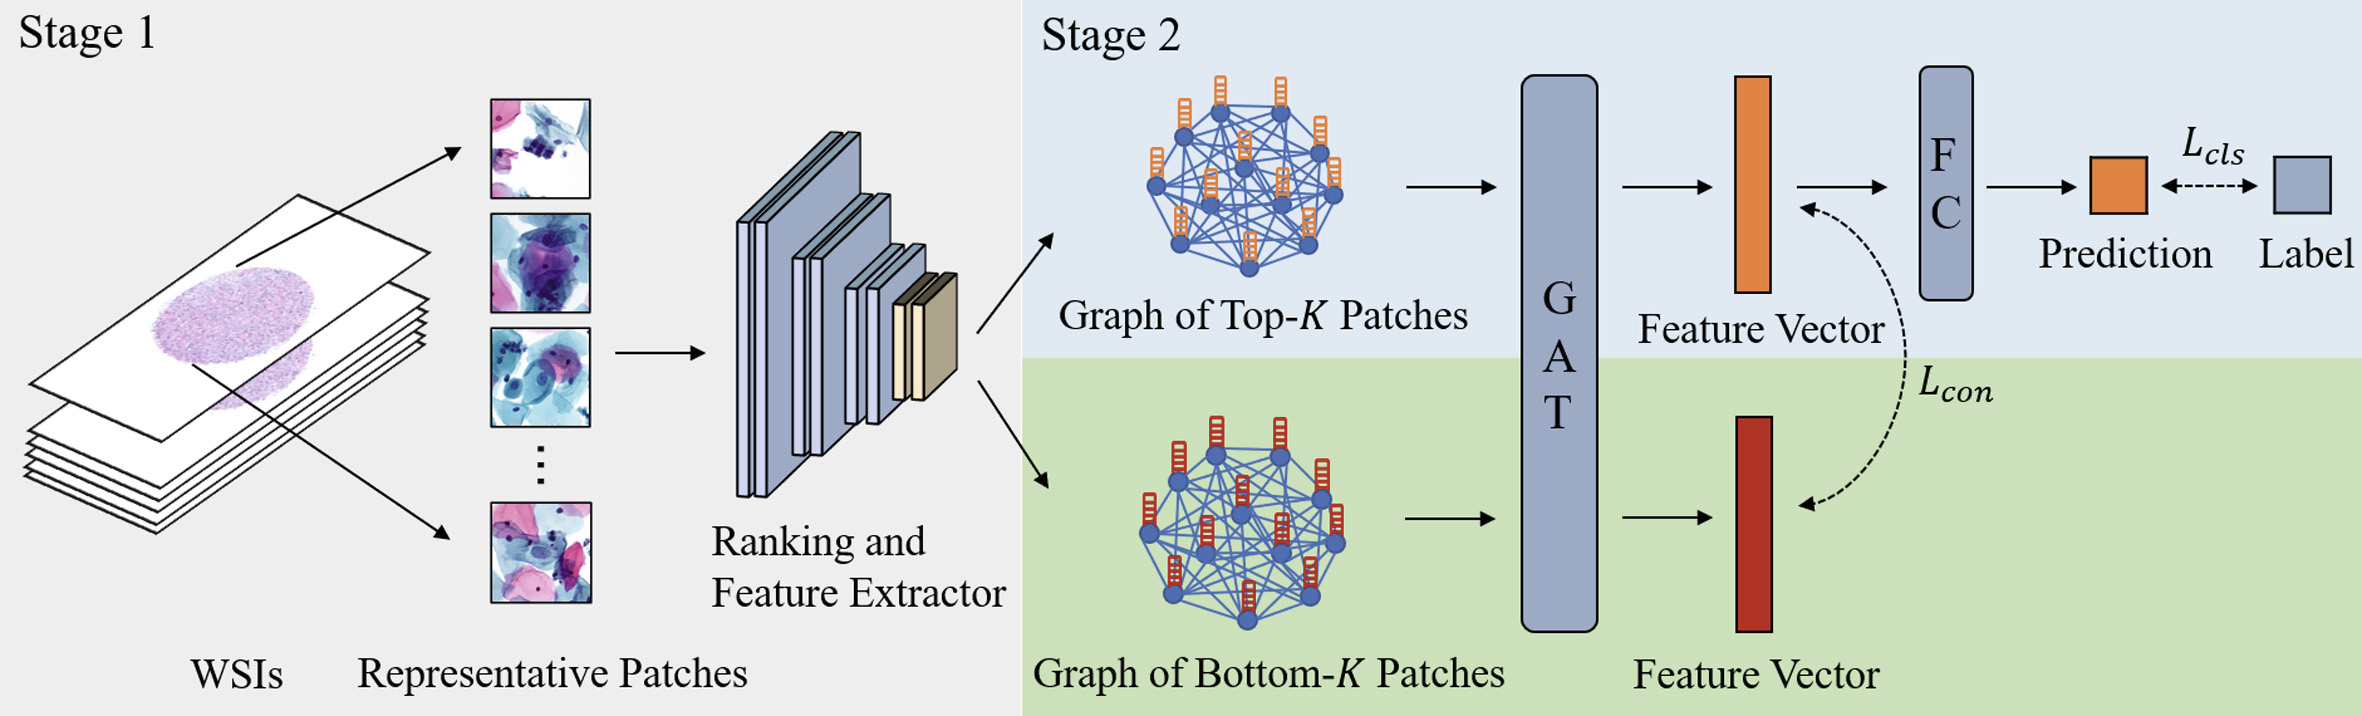 Stage 1
WSIs
Representative Patches
Ranking and
Feature Extractor
Stage 2
Graph of Top-K Patches
Graph of Bottom-K Patches
G
A
T
Feature Vector
Feature Vector
F
C
L_con
Prediction
L_cls
Label